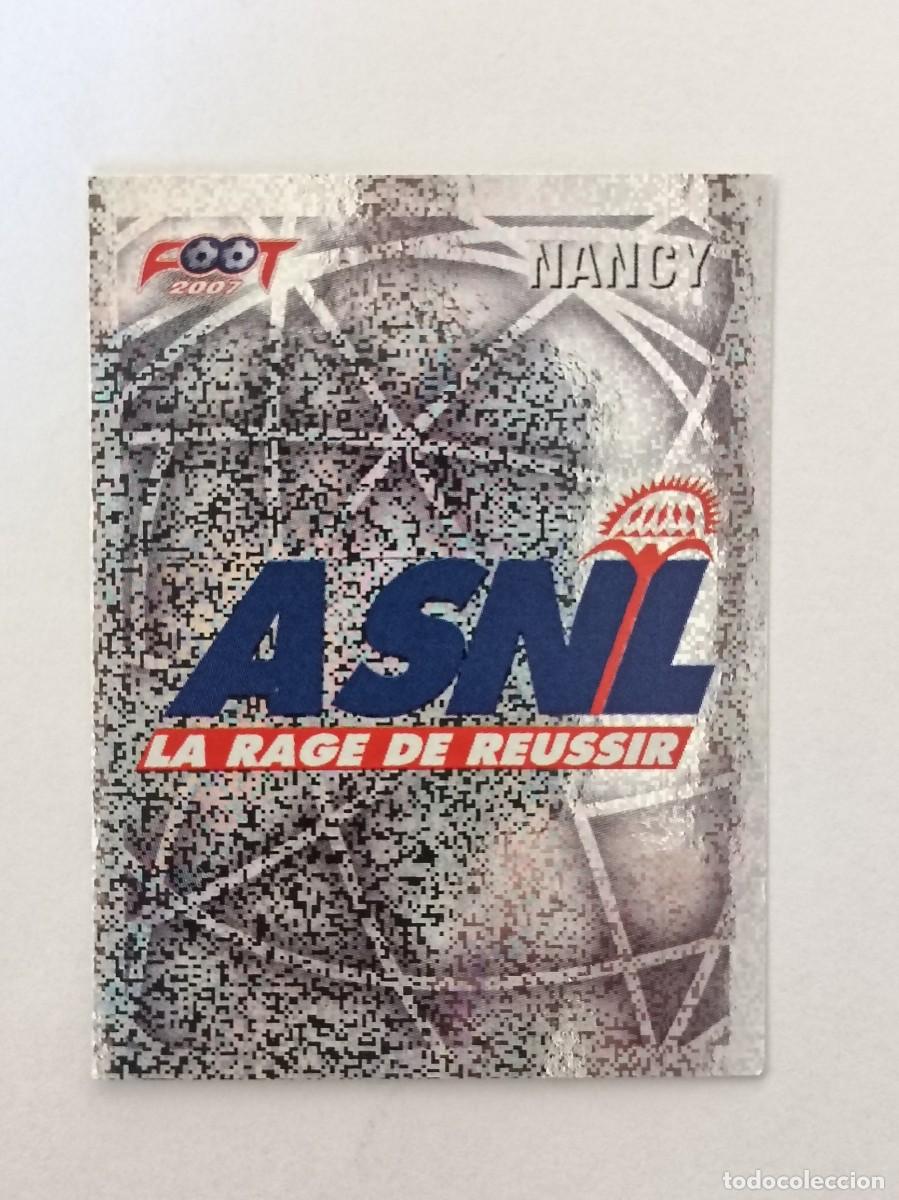 FOOT
2007
NANCY
ASNL
LA RAGE DE REUSSIR
todocoleccion